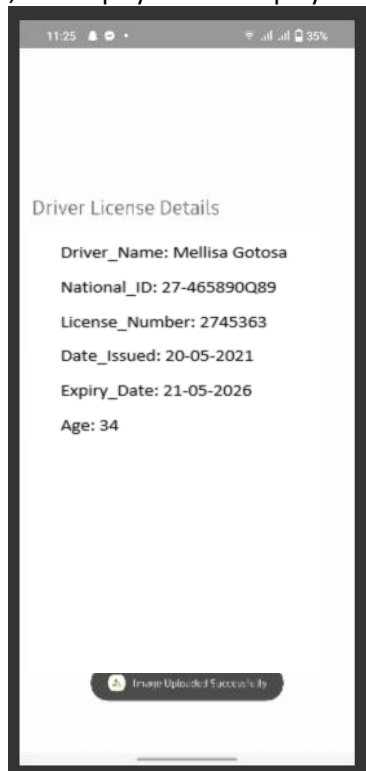 11:25
35%
Driver License Details
Driver_Name: Mellisa Gotosa
National_ID: 27-465890Q89
License_Number: 2745363
Date_Issued: 20-05-2021
Expiry_Date: 21-05-2026
Age: 34
Image Uploaded Successfully